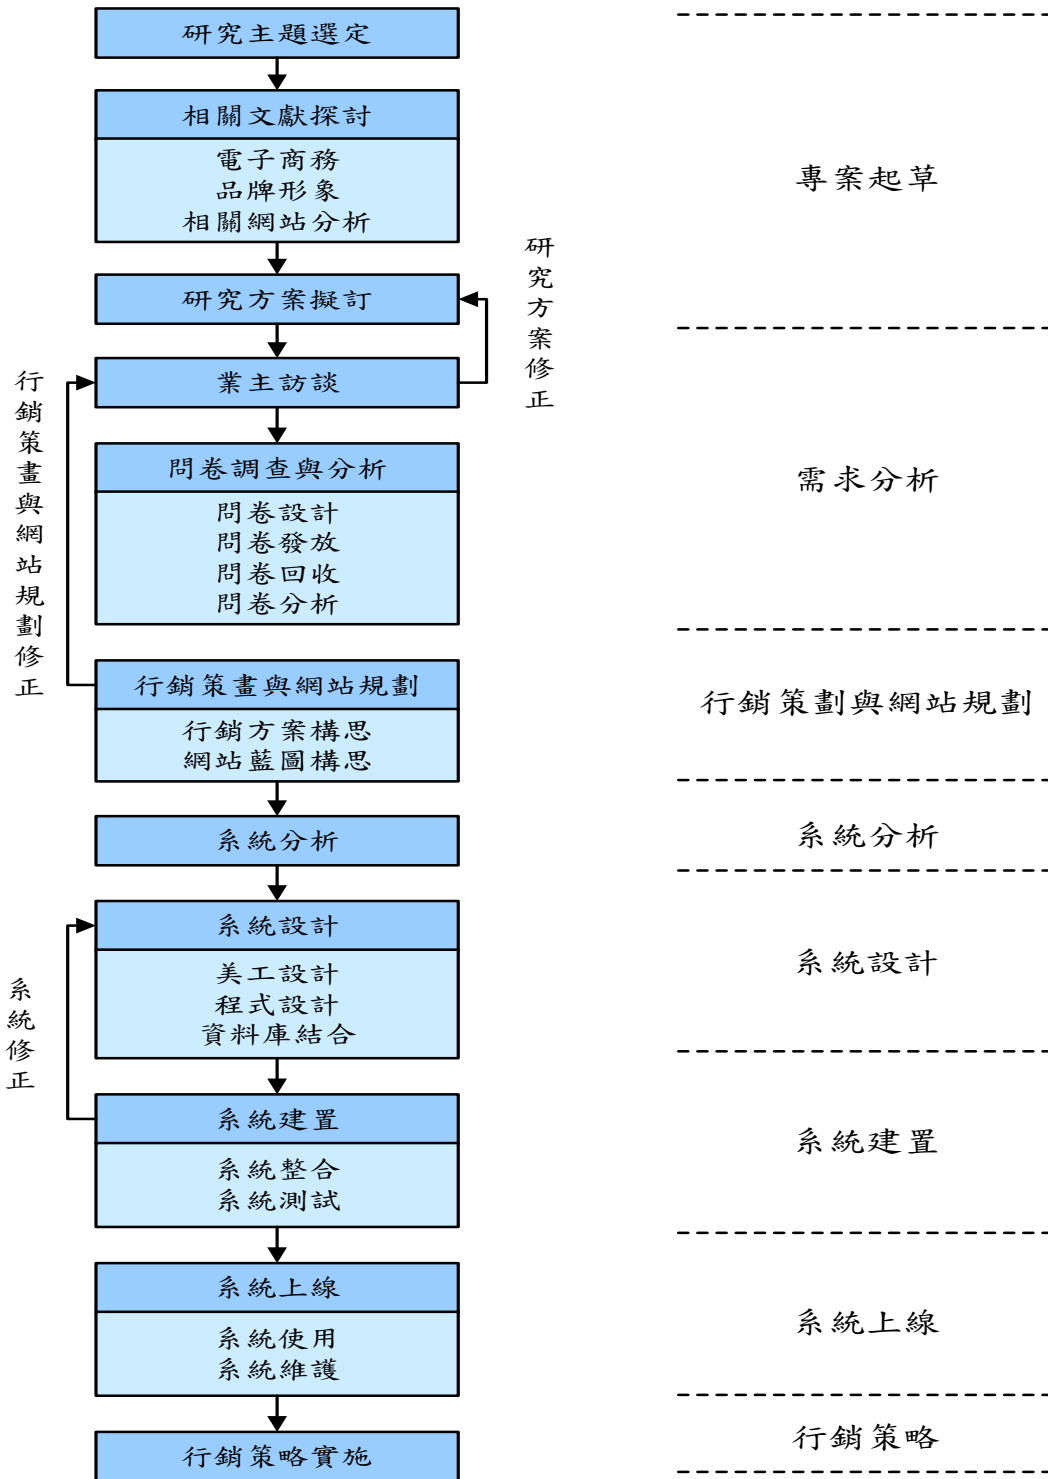 研究主題選定
相關文獻探討
電子商務
品牌形象
相關網站分析
研究方案擬訂
研究方案修正
業主訪談
行銷策畫與網站規劃修正
問卷調查與分析
問卷設計
問卷發放
問卷回收
問卷分析
行銷策畫與網站規劃
行銷方案構思
網站藍圖構思
系統分析
系統設計
美工設計
程式設計
資料庫結合
系統修正
系統建置
系統整合
系統測試
系統上線
系統使用
系統維護
行銷策略實施
專案起草
需求分析
行銷策劃與網站規劃
系統分析
系統設計
系統建置
系統上線
行銷策略